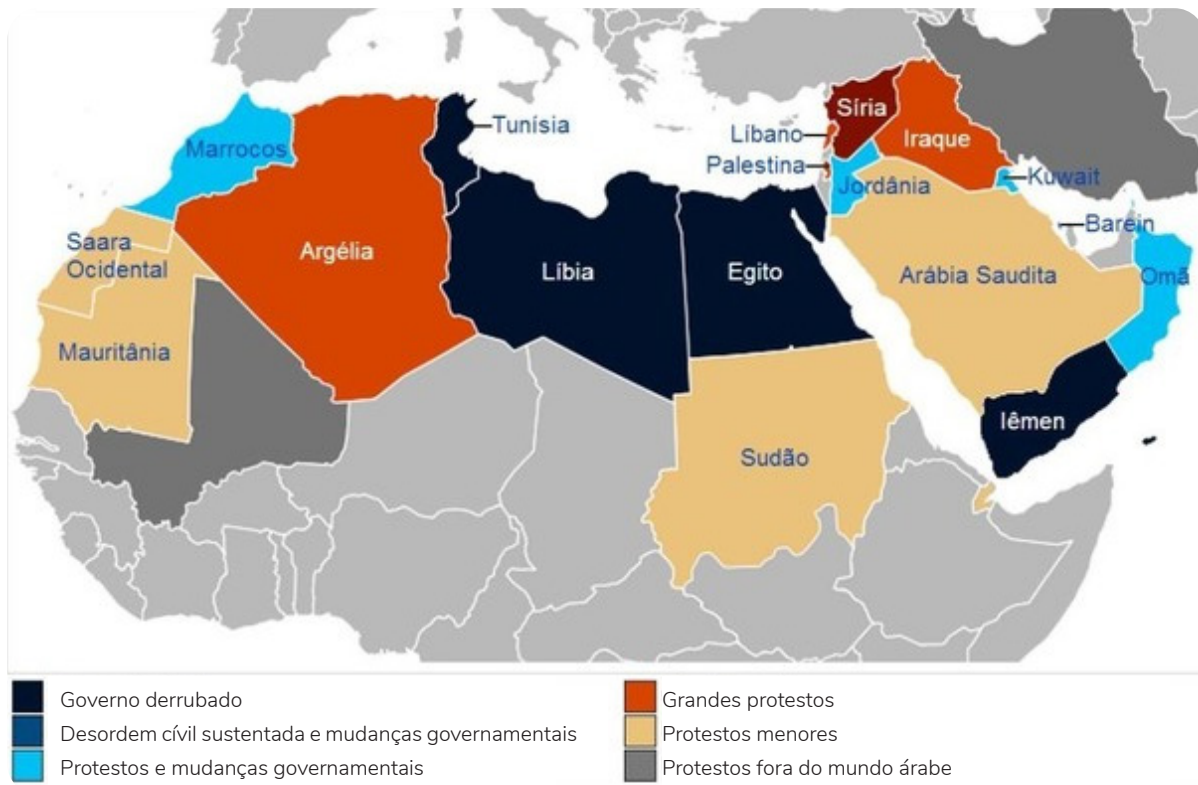 Síria
Tunísia
Líbano
Iraque
Marrocos
Palestina
Kuwait
Jordânia
Baréin
Saara
Ocidental
Argélia
Líbia
Egito
Arábia Saudita
Omã
Mauritânia
Iêmen
Sudão
Governo derrubado
Desordem cívil sustentada e mudanças governamentais
Protestos e mudanças governamentais
Grandes protestos
Protestos menores
Protestos fora do mundo árabe